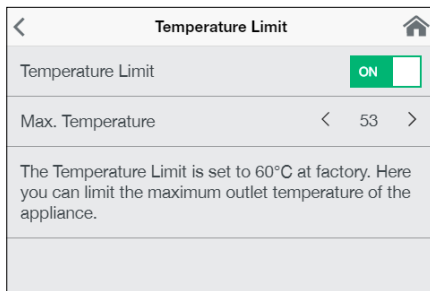 Temperature Limit
Temperature Limit ON
Max. Temperature 53
The Temperature Limit is set to 60°C at factory. Here
you can limit the maximum outlet temperature of the
appliance.